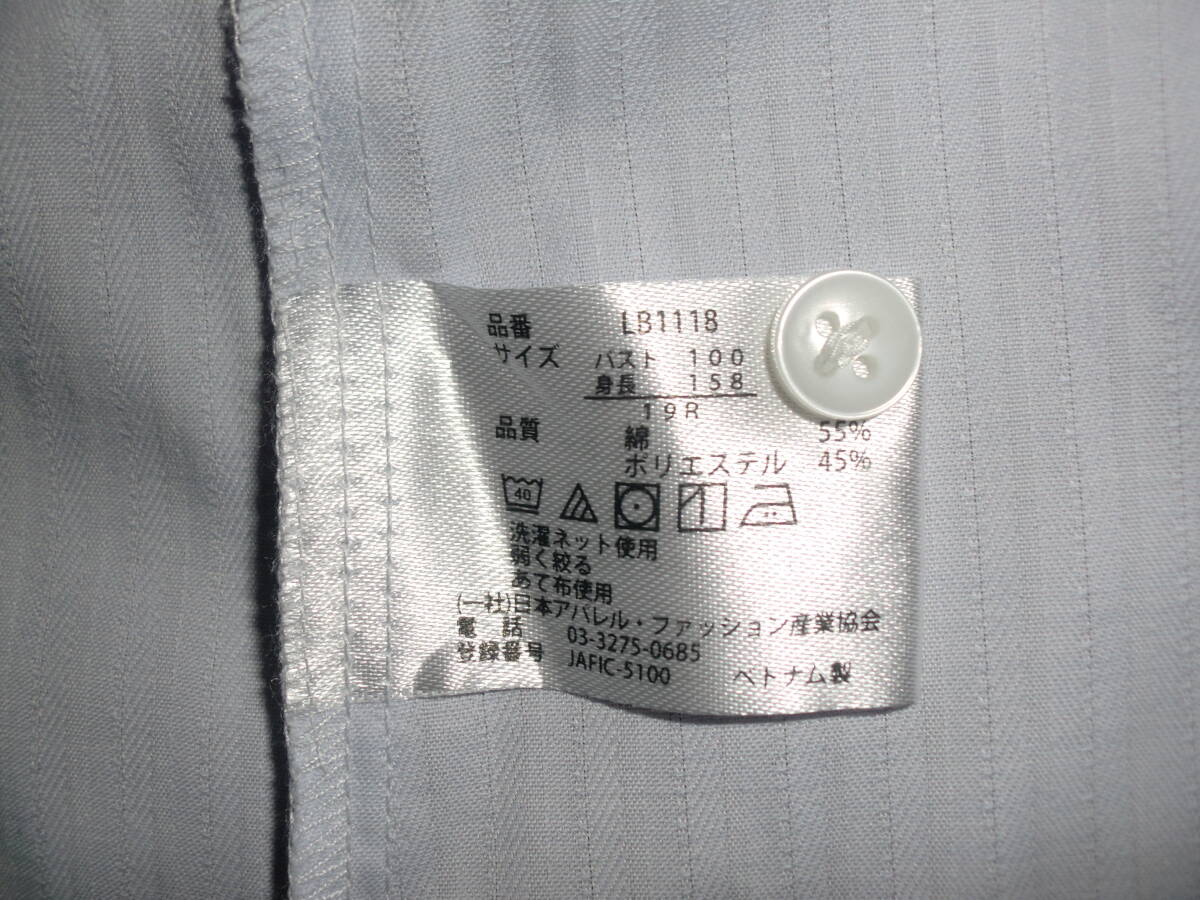 品番 LB1118
サイズ バスト 100
身長 158
19R
品質 綿 55%
ポリエステル 45%
40
洗濯ネット使用
弱く絞る
あて布使用
(一社)日本アパレル・ファッション産業協会
電話 03-3275-0685
登録番号 JAFIC-5100 ベトナム製